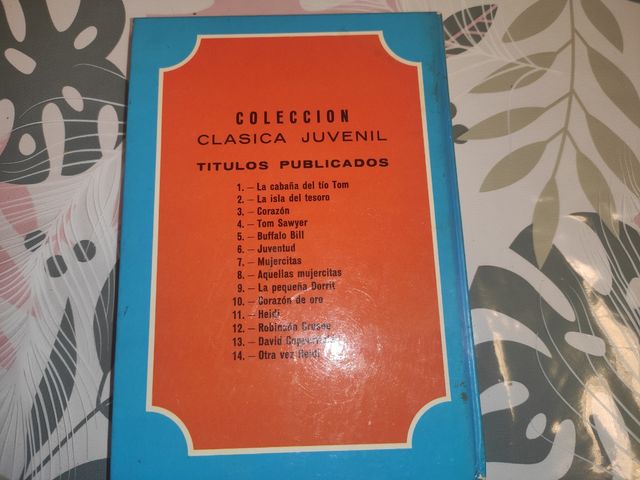 COLECCION
CLASICA JUVENIL
TITULOS PUBLICADOS
1. – La cabaña del tío Tom
2. – La isla del tesoro
3. – Corazón
4. – Tom Sawyer
5. – Buffalo Bill
6. – Juventud
7. – Mujercitas
8. – Aquellas mujercitas
9. – La pequeña Dorrit
10. – Corazón de oro
11. – Heidi
12. – Robinsón Crusoe
13. – David
14. – Otra vez Heidi